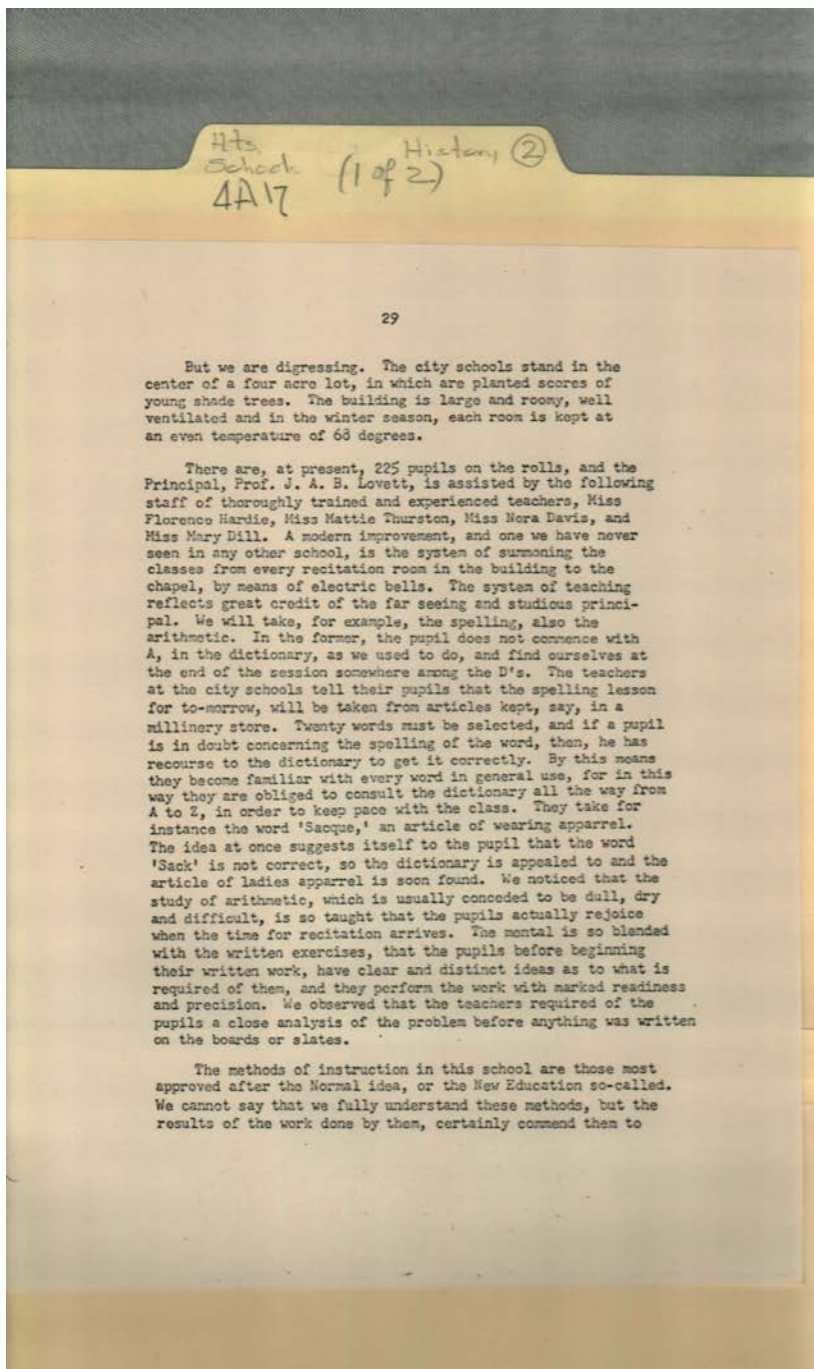 Hts. History ②
School (1 of 2)
4A17
29
But we are digressing. The city schools stand in the
center of a four acre lot, in which are planted scores of
young shade trees. The building is large and roomy, well
ventilated and in the winter season, each room is kept at
an even temperature of 68 degrees.
There are, at present, 225 pupils on the rolls, and the
Principal, Prof. J. A. B. Lovett, is assisted by the following
staff of thoroughly trained and experienced teachers, Miss
Florence Hardie, Miss Mattie Thurston, Miss Nora Davis, and
Miss Mary Dill. A modern improvement, and one we have never
seen in any other school, is the system of summoning the
classes from every recitation room in the building to the
chapel, by means of electric bells. The system of teaching
reflects great credit of the far seeing and studious princi-
pal. We will take, for example, the spelling, also the
arithmetic. In the former, the pupil does not commence with
A, in the dictionary, as we used to do, and find ourselves at
the end of the session somewhere among the D's. The teachers
at the city schools tell their pupils that the spelling lesson
for to-morrow, will be taken from articles kept, say, in a
millinery store. Twenty words must be selected, and if a pupil
is in doubt concerning the spelling of the word, then, he has
recourse to the dictionary to get it correctly. By this means
they become familiar with every word in general use, for in this
way they are obliged to consult the dictionary all the way from
A to Z, in order to keep pace with the class. They take for
instance the word 'Sacque,' an article of wearing apparrel.
The idea at once suggests itself to the pupil that the word
'Sack' is not correct, so the dictionary is appealed to and the
article of ladies apparrel is soon found. We noticed that the
study of arithmetic, which is usually conceded to be dull, dry
and difficult, is so taught that the pupils actually rejoice
when the time for recitation arrives. The mental is so blended
with the written exercises, that the pupils before beginning
their written work, have clear and distinct ideas as to what is
required of them, and they perform the work with marked readiness
and precision. We observed that the teachers required of the
pupils a close analysis of the problem before anything was written
on the boards or slates.
The methods of instruction in this school are those most
approved after the Normal idea, or the New Education so-called.
We cannot say that we fully understand these methods, but the
results of the work done by them, certainly commend them to